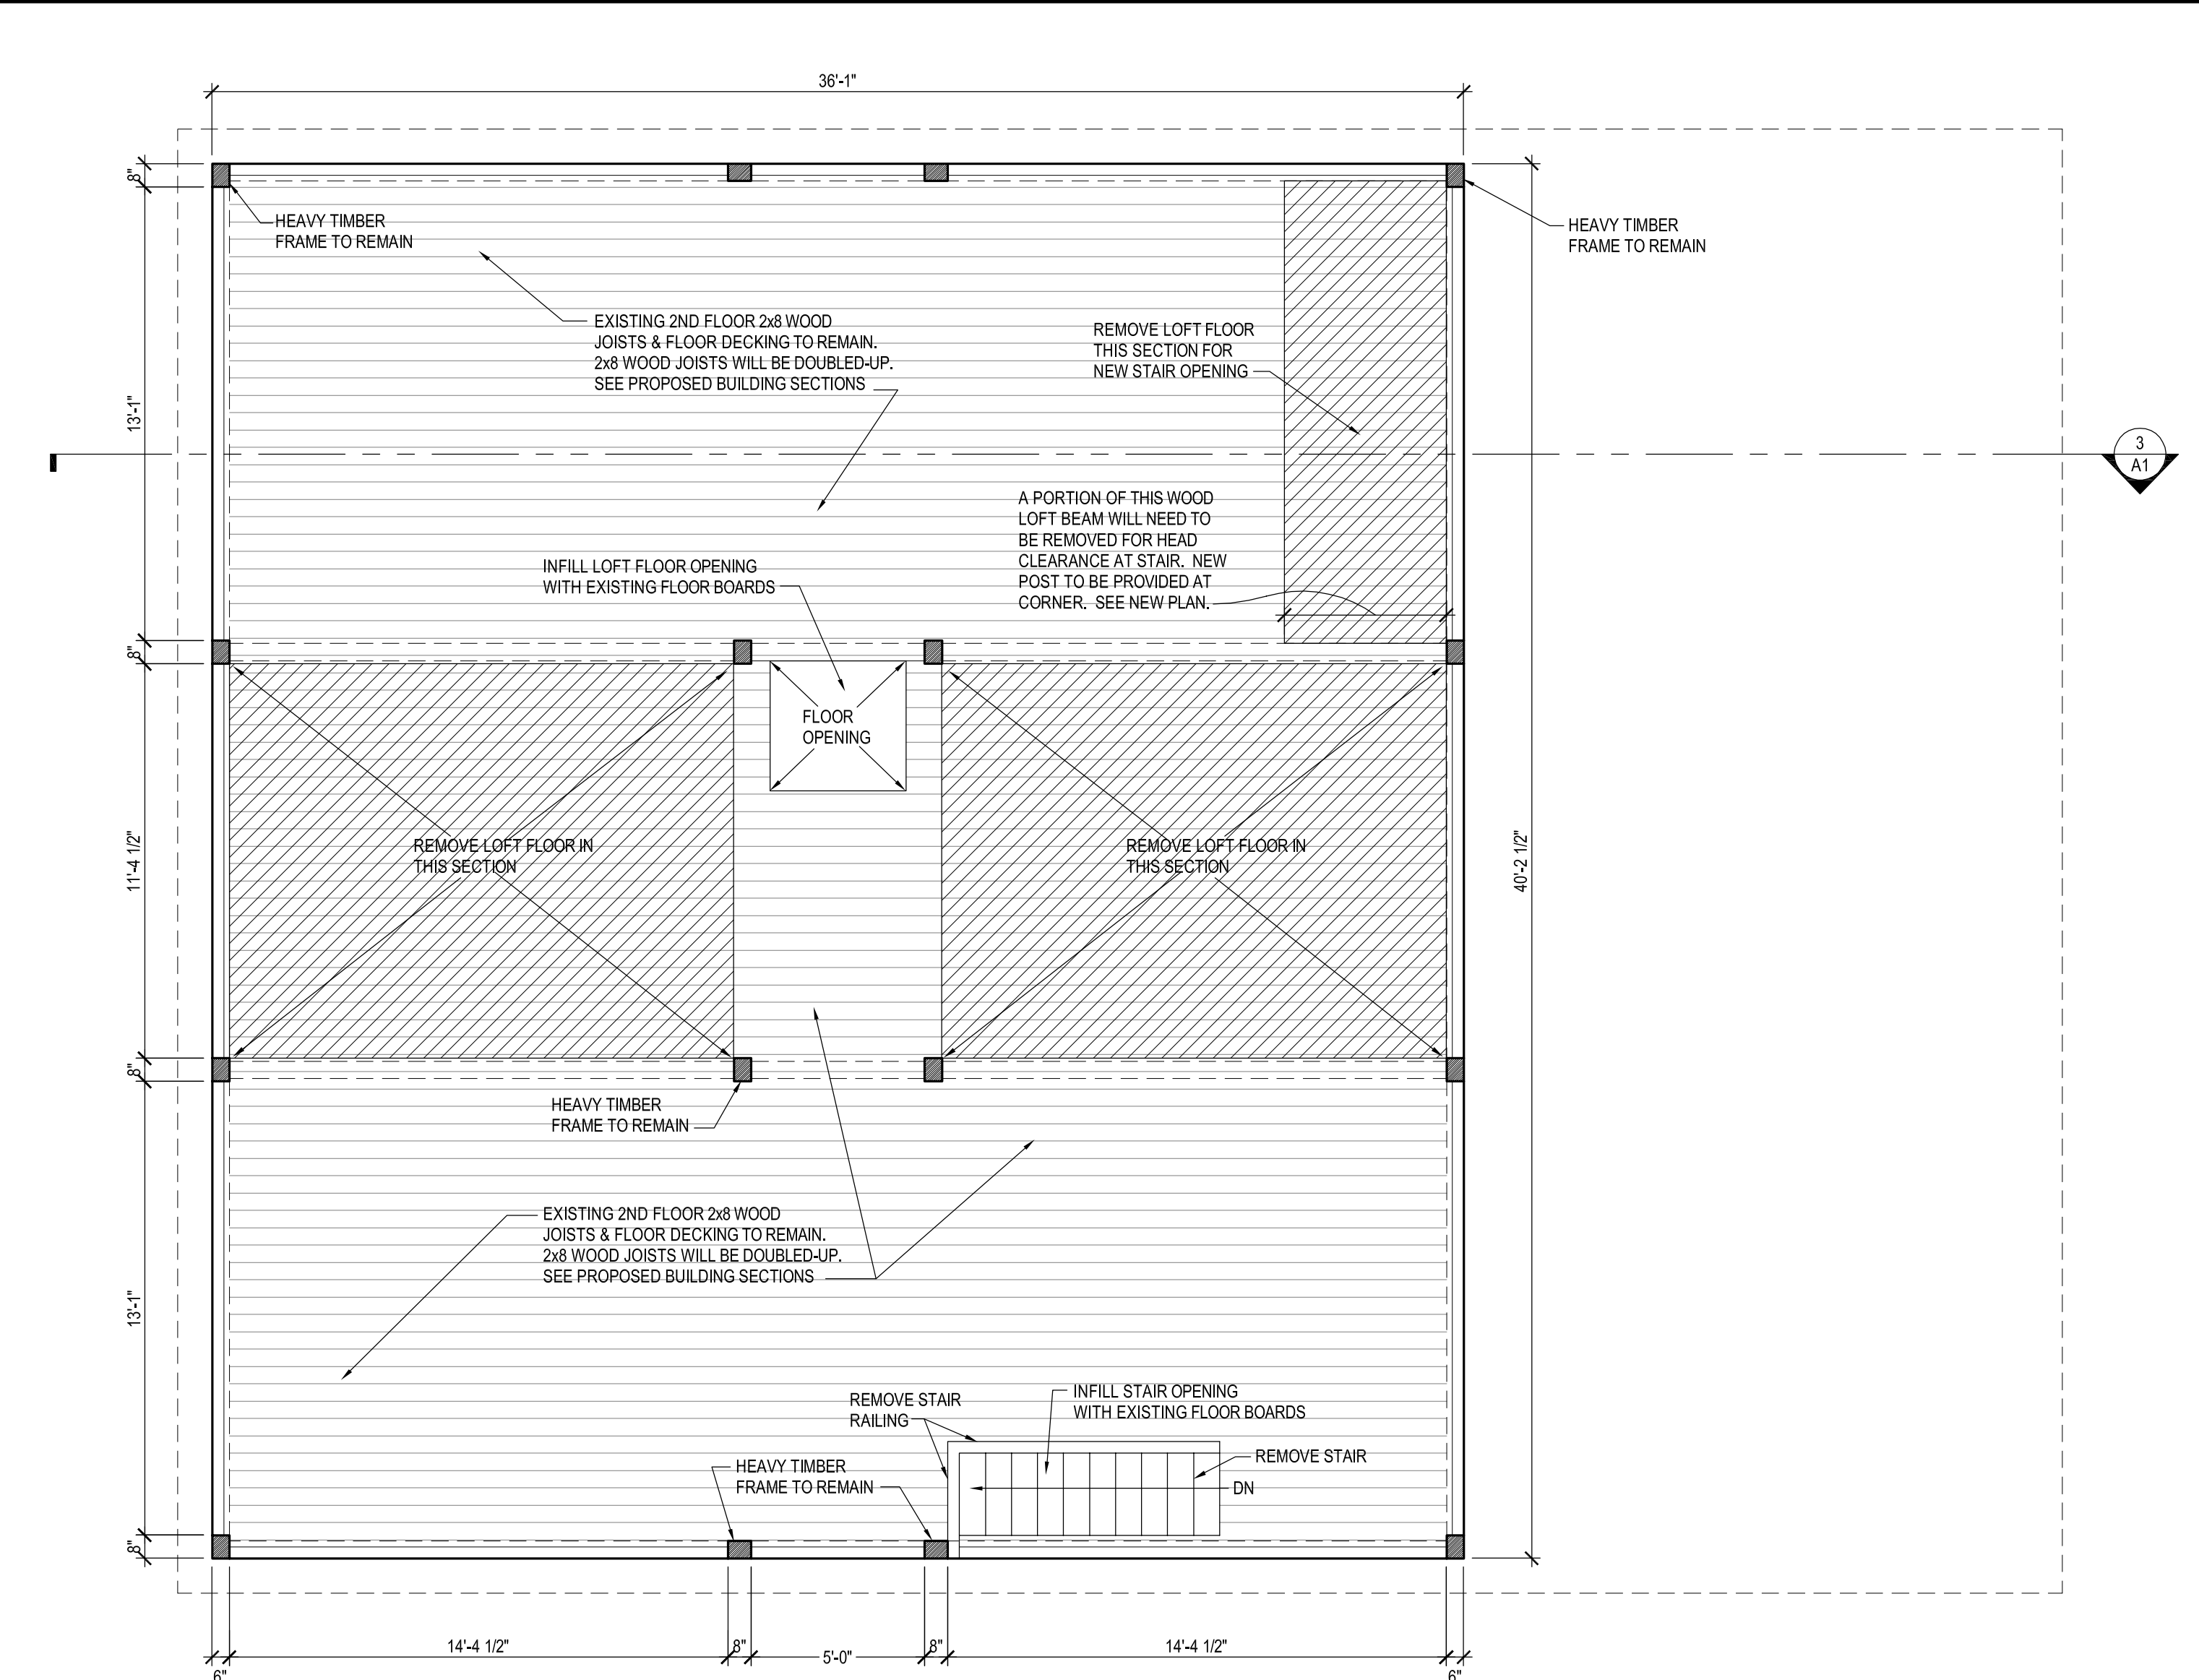 36'-1"
8"
HEAVY TIMBER
FRAME TO REMAIN
HEAVY TIMBER
FRAME TO REMAIN
EXISTING 2ND FLOOR 2x8 WOOD
JOISTS & FLOOR DECKING TO REMAIN.
2x8 WOOD JOISTS WILL BE DOUBLED-UP.
SEE PROPOSED BUILDING SECTIONS
REMOVE LOFT FLOOR
THIS SECTION FOR
NEW STAIR OPENING
13'-1"
3
A1
A PORTION OF THIS WOOD
LOFT BEAM WILL NEED TO
BE REMOVED FOR HEAD
CLEARANCE AT STAIR. NEW
POST TO BE PROVIDED AT
CORNER. SEE NEW PLAN.
INFILL LOFT FLOOR OPENING
WITH EXISTING FLOOR BOARDS
8"
FLOOR
OPENING
REMOVE LOFT FLOOR IN
THIS SECTION
REMOVE LOFT FLOOR IN
THIS SECTION
11'-4 1/2"
40'-2 1/2"
8"
HEAVY TIMBER
FRAME TO REMAIN
EXISTING 2ND FLOOR 2x8 WOOD
JOISTS & FLOOR DECKING TO REMAIN.
2x8 WOOD JOISTS WILL BE DOUBLED-UP.
SEE PROPOSED BUILDING SECTIONS
13'-1"
REMOVE STAIR
RAILING
INFILL STAIR OPENING
WITH EXISTING FLOOR BOARDS
REMOVE STAIR
HEAVY TIMBER
FRAME TO REMAIN
DN
8"
14'-4 1/2"
8"
5'-0"
8"
14'-4 1/2"
6"
6"